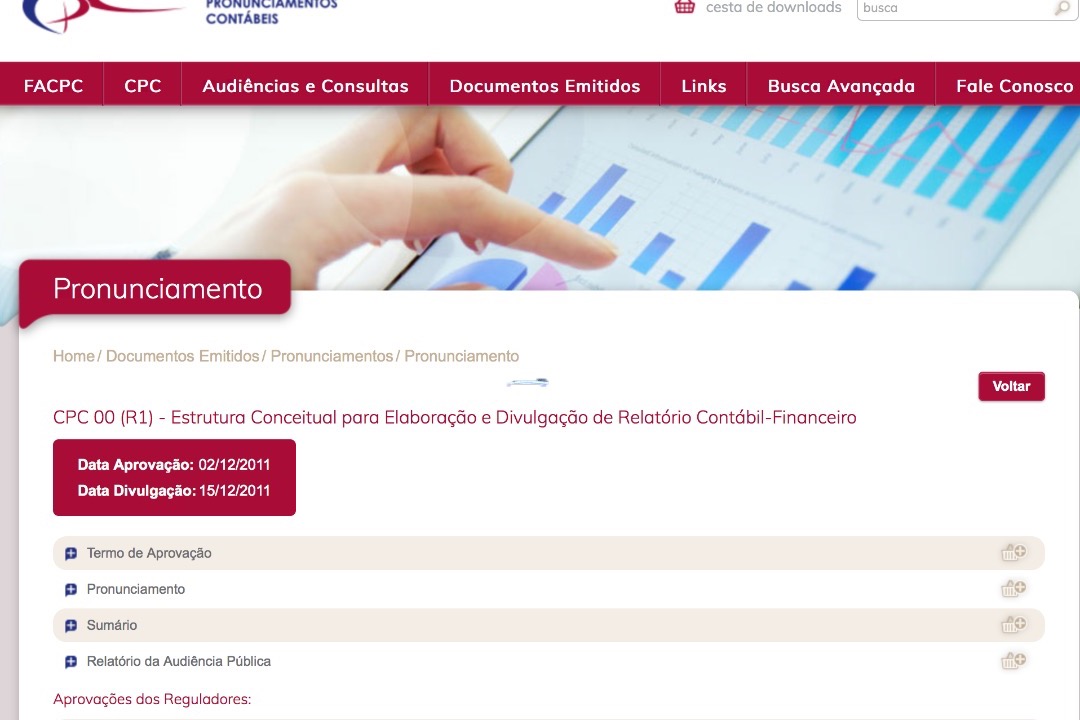 PRONUNCIAMENTOS
CONTÁBEIS
cesta de downloads
busca
FACPC
CPC
Audiências e Consultas
Documentos Emitidos
Links
Busca Avançada
Fale Conosco
Pronunciamento
Home / Documentos Emitidos / Pronunciamentos / Pronunciamento
Voltar
CPC 00 (R1) - Estrutura Conceitual para Elaboração e Divulgação de Relatório Contábil-Financeiro
Data Aprovação: 02/12/2011
Data Divulgação: 15/12/2011
Termo de Aprovação
Pronunciamento
Sumário
Relatório da Audiência Pública
Aprovações dos Reguladores: